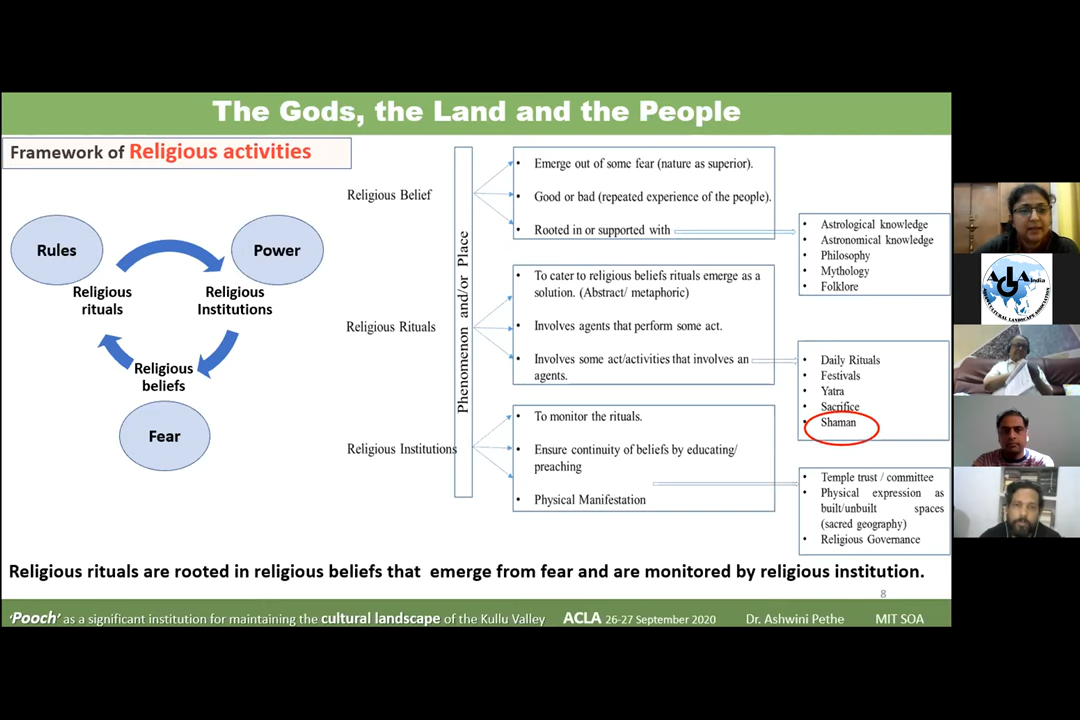 The Gods, the Land and the People
Framework of Religious activities
Rules
Power
Religious
rituals
Religious
Institutions
Religious
beliefs
Fear
Phenomenon and/or Place
Religious Belief
• Emerge out of some fear (nature as superior).
• Good or bad (repeated experience of the people).
• Rooted in or supported with
• Astrological knowledge
• Astronomical knowledge
• Philosophy
• Mythology
• Folklore
Religious Rituals
• To cater to religious beliefs rituals emerge as a
solution. (Abstract/ metaphoric)
• Involves agents that perform some act.
• Involves some act/activities that involves an
agents.
• Daily Rituals
• Festivals
• Yatra
• Sacrifice
• Shaman
Religious Institutions
• To monitor the rituals.
• Ensure continuity of beliefs by educating/
preaching
• Physical Manifestation
• Temple trust / committee
• Physical expression as
built/unbuilt spaces
(sacred geography)
• Religious Governance
Religious rituals are rooted in religious beliefs that emerge from fear and are monitored by religious institution.
8
'Pooch' as a significant institution for maintaining the cultural landscape of the Kullu Valley
ACLA 26-27 September 2020
Dr. Ashwini Pethe
MIT SOA
ACLA
India